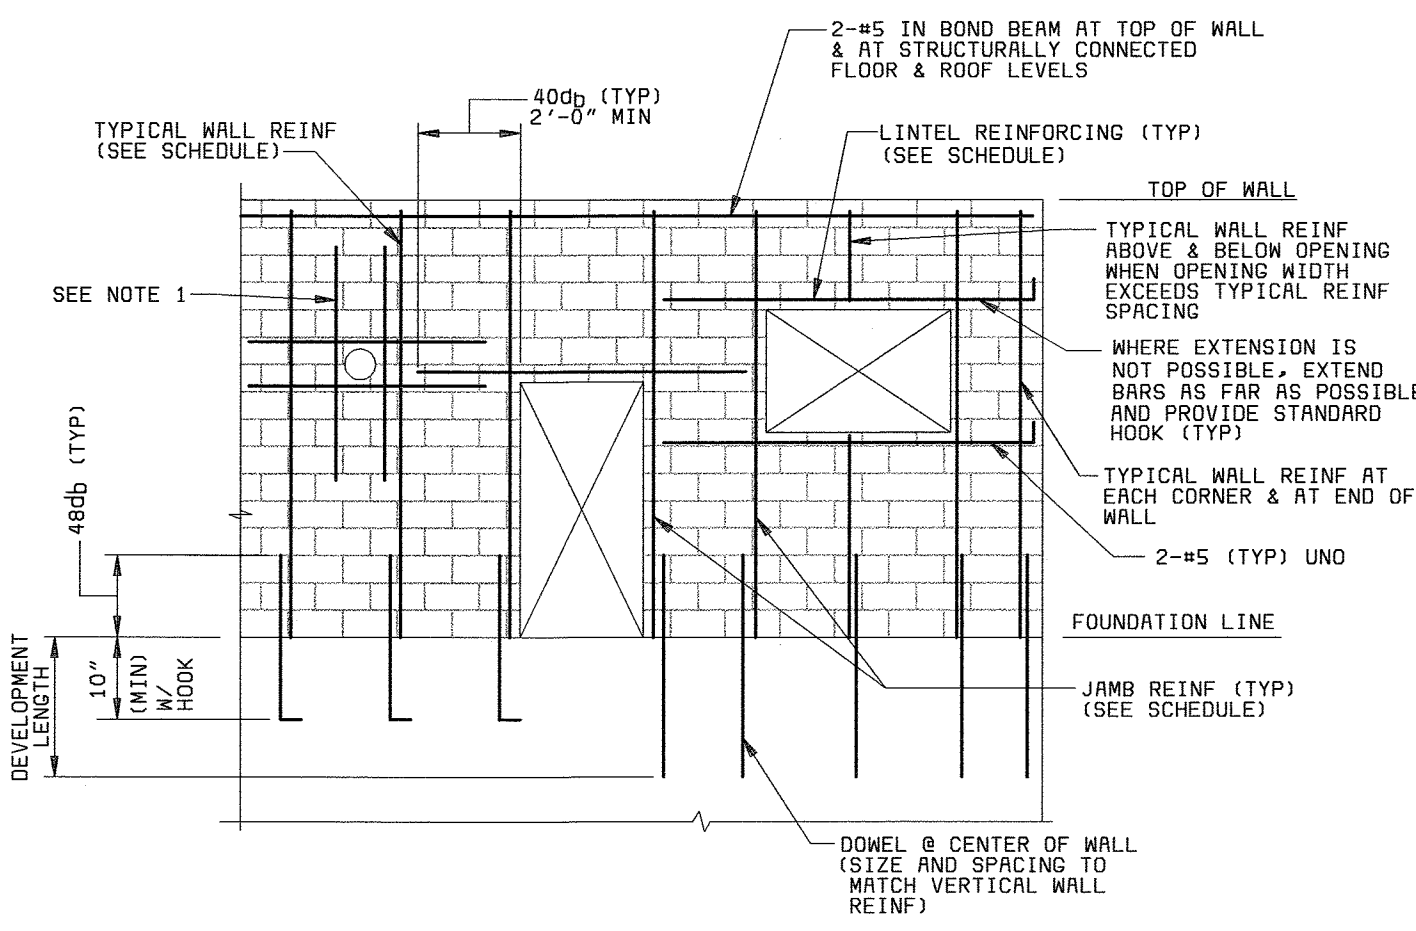 2-#5 IN BOND BEAM AT TOP OF WALL
& AT STRUCTURALLY CONNECTED
FLOOR & ROOF LEVELS
40db (TYP)
2'-0" MIN
TYPICAL WALL REINF
(SEE SCHEDULE)
LINTEL REINFORCING (TYP)
(SEE SCHEDULE)
TOP OF WALL
TYPICAL WALL REINF
ABOVE & BELOW OPENING
WHEN OPENING WIDTH
EXCEEDS TYPICAL REINF
SPACING
SEE NOTE 1
WHERE EXTENSION IS
NOT POSSIBLE, EXTEND
BARS AS FAR AS POSSIBLE
AND PROVIDE STANDARD
HOOK (TYP)
48db (TYP)
TYPICAL WALL REINF AT
EACH CORNER & AT END OF
WALL
2-#5 (TYP) UNO
FOUNDATION LINE
DEVELOPMENT
LENGTH
10"
(MIN)
W/
HOOK
JAMB REINF (TYP)
(SEE SCHEDULE)
DOWEL @ CENTER OF WALL
(SIZE AND SPACING TO
MATCH VERTICAL WALL
REINF)